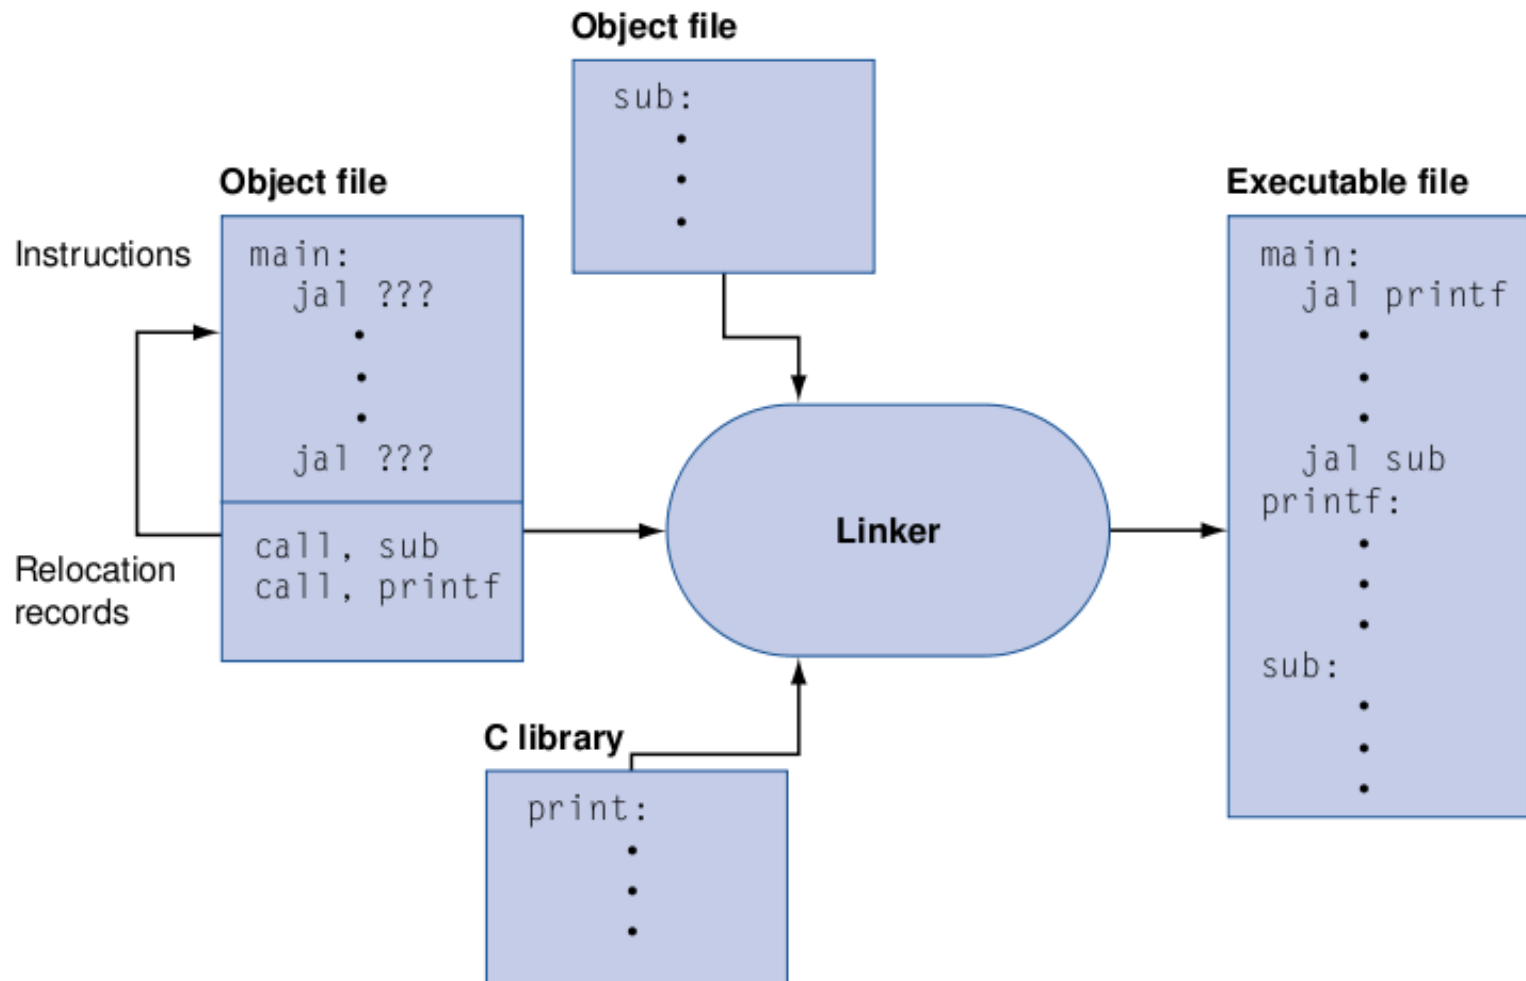 Object file
sub:
Object file
Instructions
main:
jal ???
jal ???
Relocation
records
call, sub
call, printf
Linker
C library
print:
Executable file
main:
jal printf
jal sub
printf:
sub: